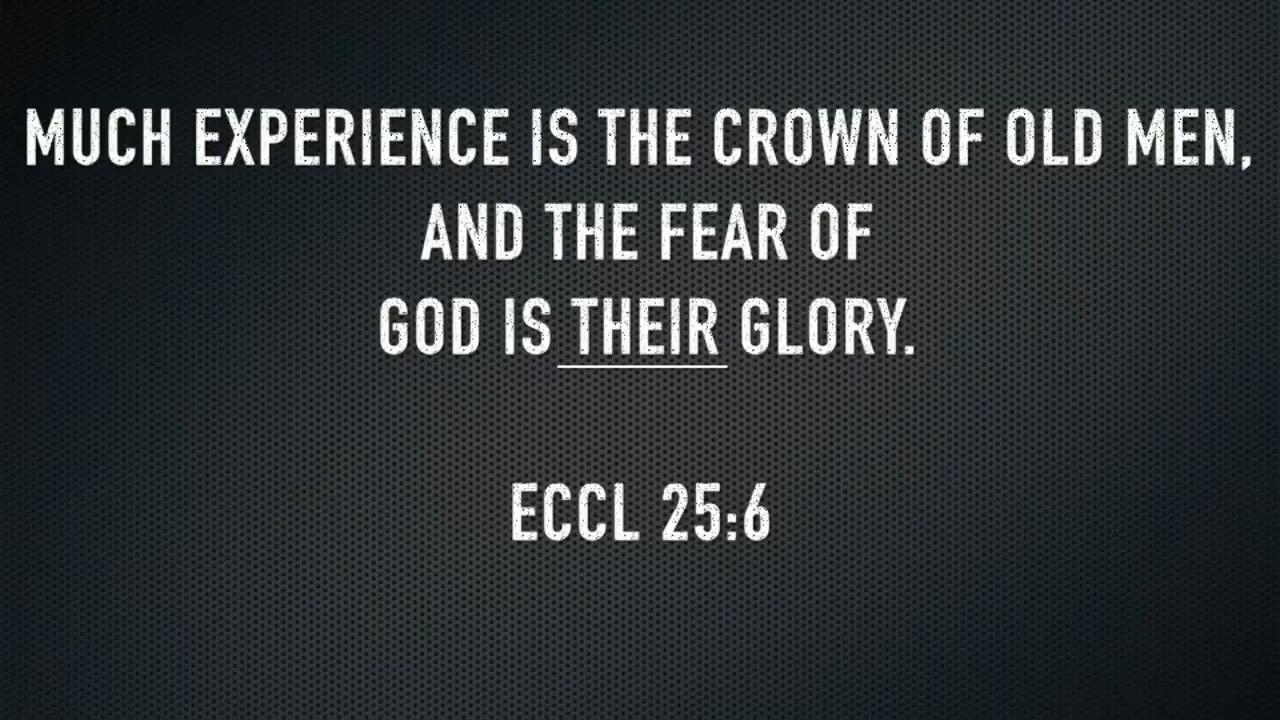 MUCH EXPERIENCE IS THE CROWN OF OLD MEN,
AND THE FEAR OF
GOD IS THEIR GLORY.
ECCL 25:6